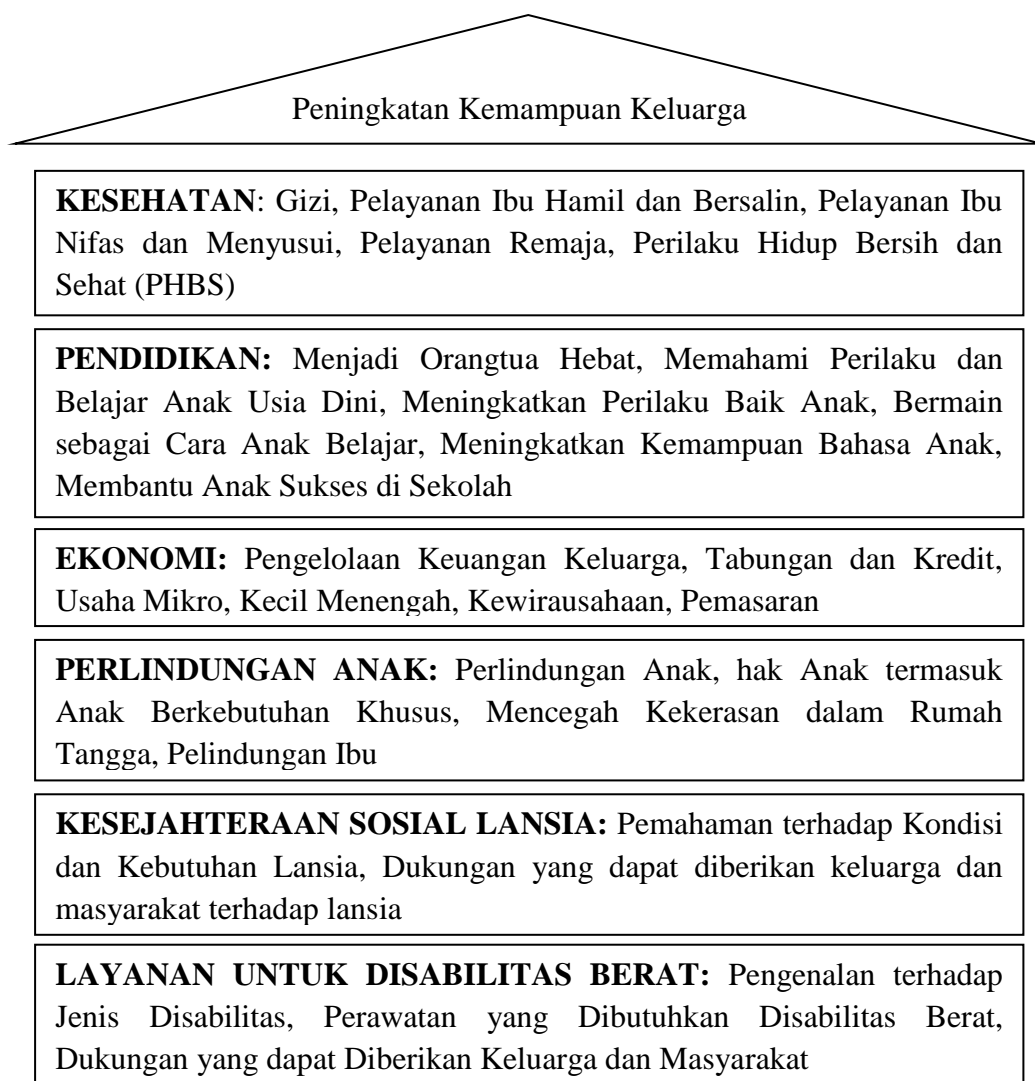 Peningkatan Kemampuan Keluarga
KESEHATAN: Gizi, Pelayanan Ibu Hamil dan Bersalin, Pelayanan Ibu
Nifas dan Menyusui, Pelayanan Remaja, Perilaku Hidup Bersih dan
Sehat (PHBS)
PENDIDIKAN: Menjadi Orangtua Hebat, Memahami Perilaku dan
Belajar Anak Usia Dini, Meningkatkan Perilaku Baik Anak, Bermain
sebagai Cara Anak Belajar, Meningkatkan Kemampuan Bahasa Anak,
Membantu Anak Sukses di Sekolah
EKONOMI: Pengelolaan Keuangan Keluarga, Tabungan dan Kredit,
Usaha Mikro, Kecil Menengah, Kewirausahaan, Pemasaran
PERLINDUNGAN ANAK: Perlindungan Anak, hak Anak termasuk
Anak Berkebutuhan Khusus, Mencegah Kekerasan dalam Rumah
Tangga, Pelindungan Ibu
KESEJAHTERAAN SOSIAL LANSIA: Pemahaman terhadap Kondisi
dan Kebutuhan Lansia, Dukungan yang dapat diberikan keluarga dan
masyarakat terhadap lansia
LAYANAN UNTUK DISABILITAS BERAT: Pengenalan terhadap
Jenis Disabilitas, Perawatan yang Dibutuhkan Disabilitas Berat,
Dukungan yang dapat Diberikan Keluarga dan Masyarakat